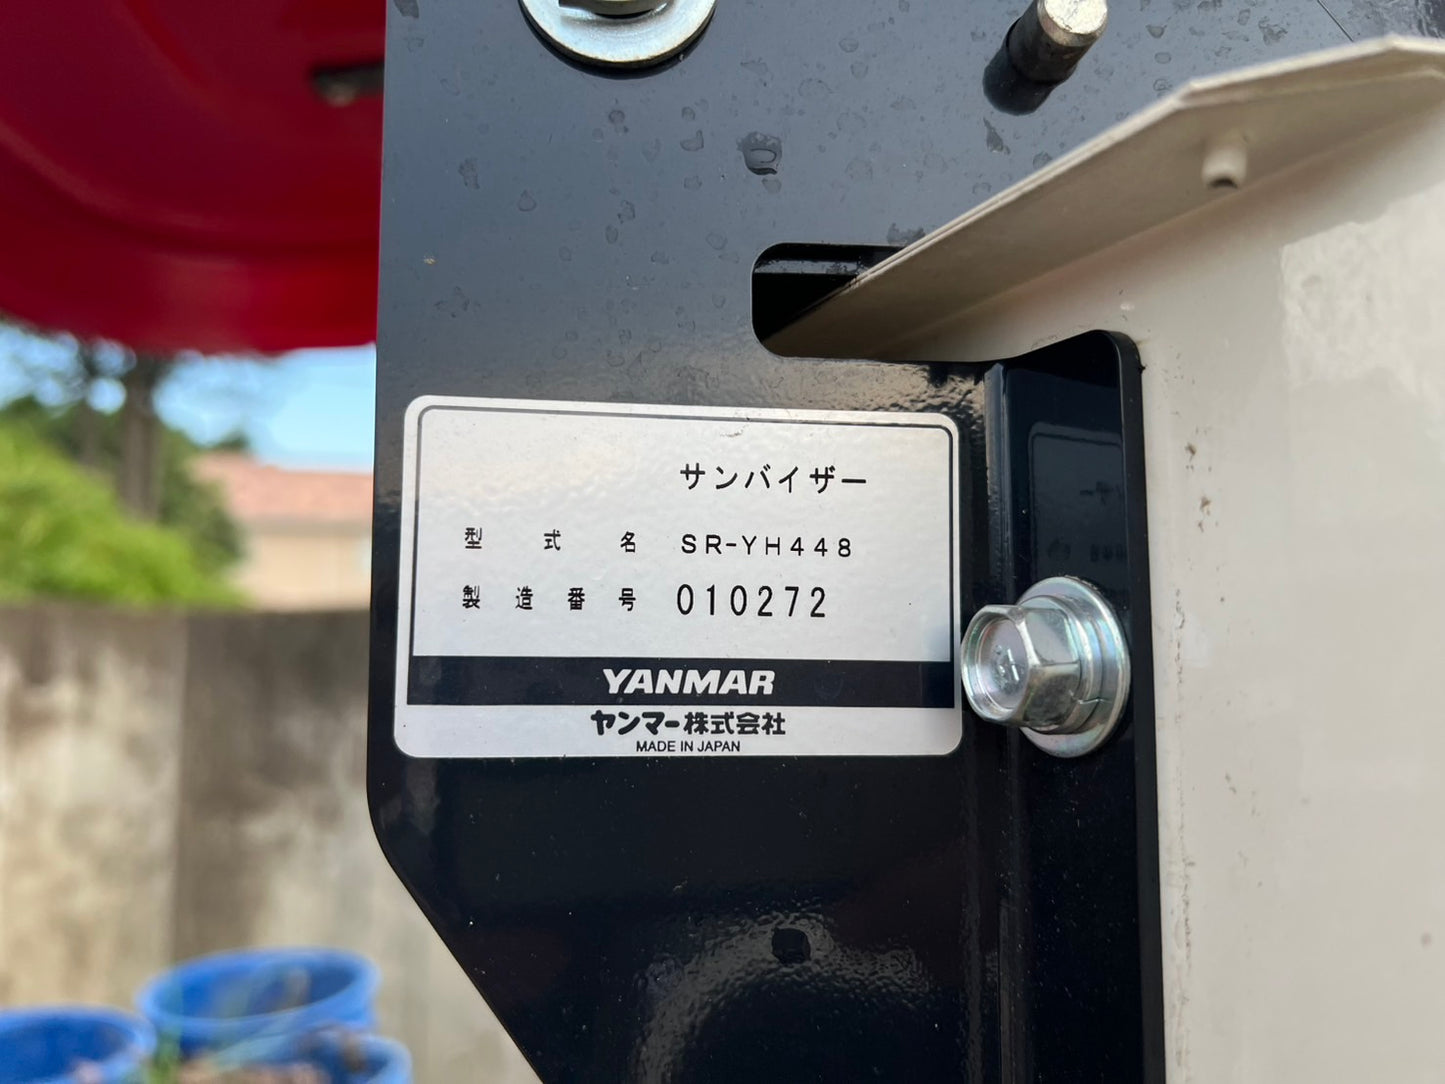 サンバイザー
型式名 SR-YH448
製造番号 010272
YANMAR
ヤンマー株式会社
MADE IN JAPAN